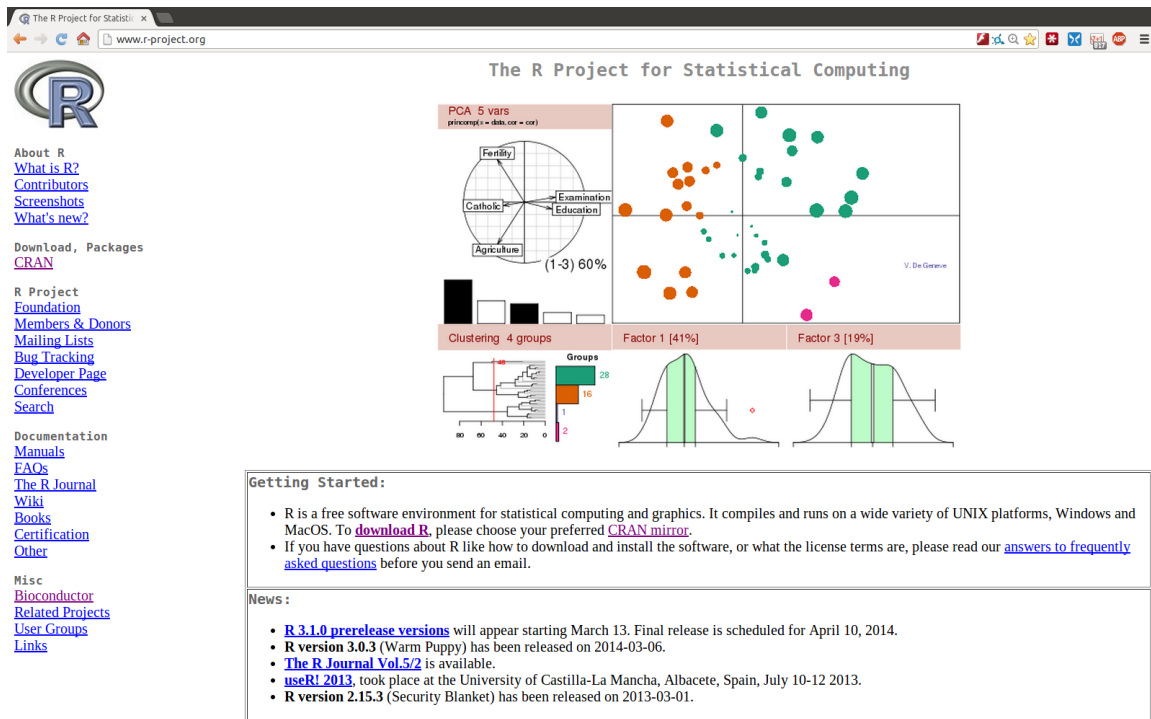 The R Project for Statistic
www.r-project.org
ABP
R
About R
What is R?
Contributors
Screenshots
What's new?
Download, Packages
CRAN
R Project
Foundation
Members & Donors
Mailing Lists
Bug Tracking
Developer Page
Conferences
Search
Documentation
Manuals
FAQs
The R Journal
Wiki
Books
Certification
Other
Misc
Bioconductor
Related Projects
User Groups
Links
The R Project for Statistical Computing
PCA 5 vars
princomp(x = data, cor = cor)
Fertility
Examination
Catholic
Education
Agriculture
(1-3) 60%
V. De Geneve
Clustering 4 groups
Factor 1 [41%]
Factor 3 [19%]
Groups
28
16
1
2
80 60 40 20 0
Getting Started:
• R is a free software environment for statistical computing and graphics. It compiles and runs on a wide variety of UNIX platforms, Windows and
MacOS. To download R, please choose your preferred CRAN mirror.
• If you have questions about R like how to download and install the software, or what the license terms are, please read our answers to frequently
asked questions before you send an email.
News:
• R 3.1.0 prerelease versions will appear starting March 13. Final release is scheduled for April 10, 2014.
• R version 3.0.3 (Warm Puppy) has been released on 2014-03-06.
• The R Journal Vol.5/2 is available.
• useR! 2013, took place at the University of Castilla-La Mancha, Albacete, Spain, July 10-12 2013.
• R version 2.15.3 (Security Blanket) has been released on 2013-03-01.